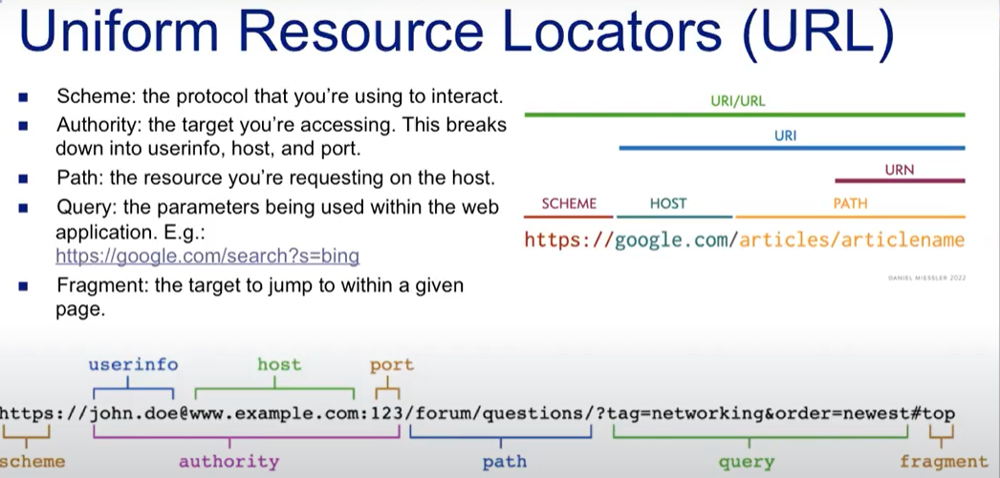 Uniform Resource Locators (URL)
Scheme: the protocol that you’re using to interact.
Authority: the target you’re accessing. This breaks
down into userinfo, host, and port.
Path: the resource you’re requesting on the host.
Query: the parameters being used within the web
application. E.g.:
https://google.com/search?s=bing
Fragment: the target to jump to within a given
page.
URI/URL
URI
URN
SCHEME HOST PATH
https://google.com/articles/articlename
DANIEL MIESSLER 2022
userinfo host port
https://john.doe@www.example.com:123/forum/questions/?tag=networking&order=newest#top
scheme authority path query fragment